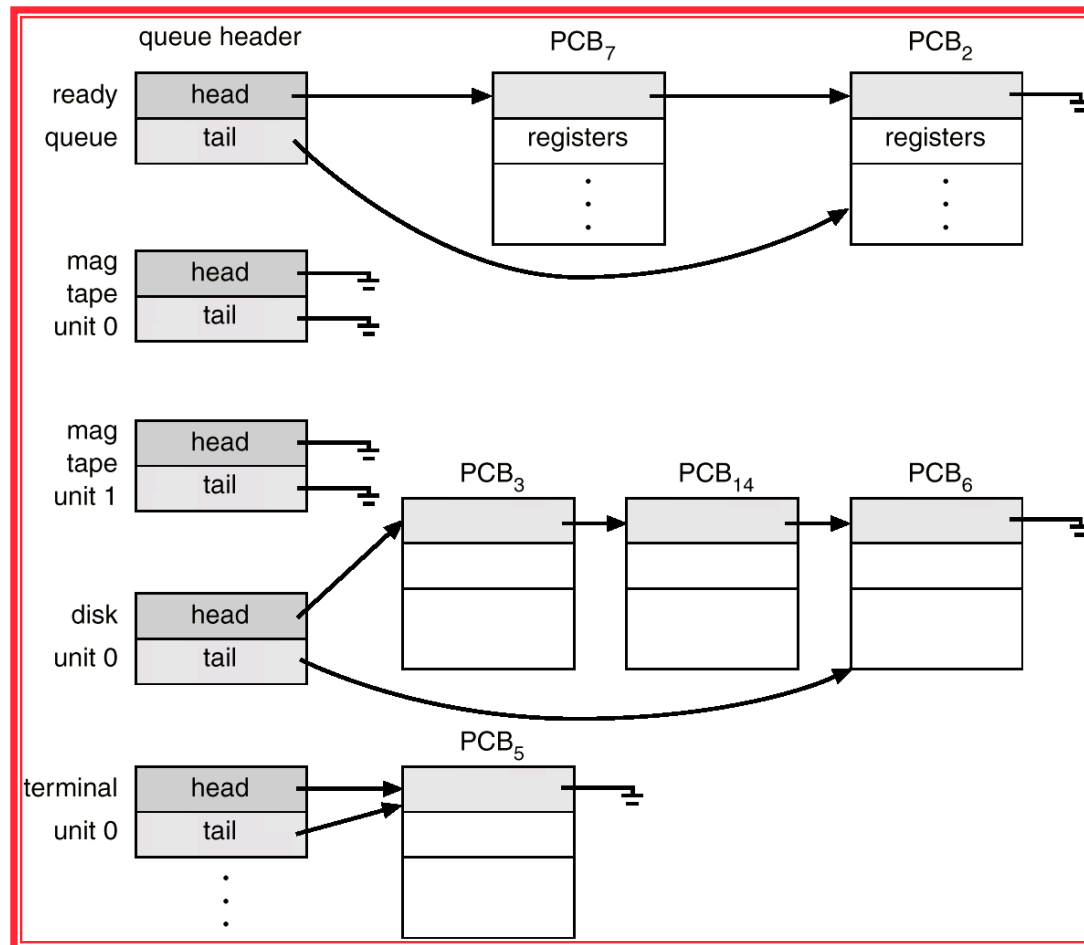 queue header
PCB7
PCB2
ready
head
queue
tail
registers
registers
mag
head
tape
tail
unit 0
mag
head
tape
tail
unit 1
PCB3
PCB14
PCB6
disk
head
unit 0
tail
PCB5
terminal
head
unit 0
tail